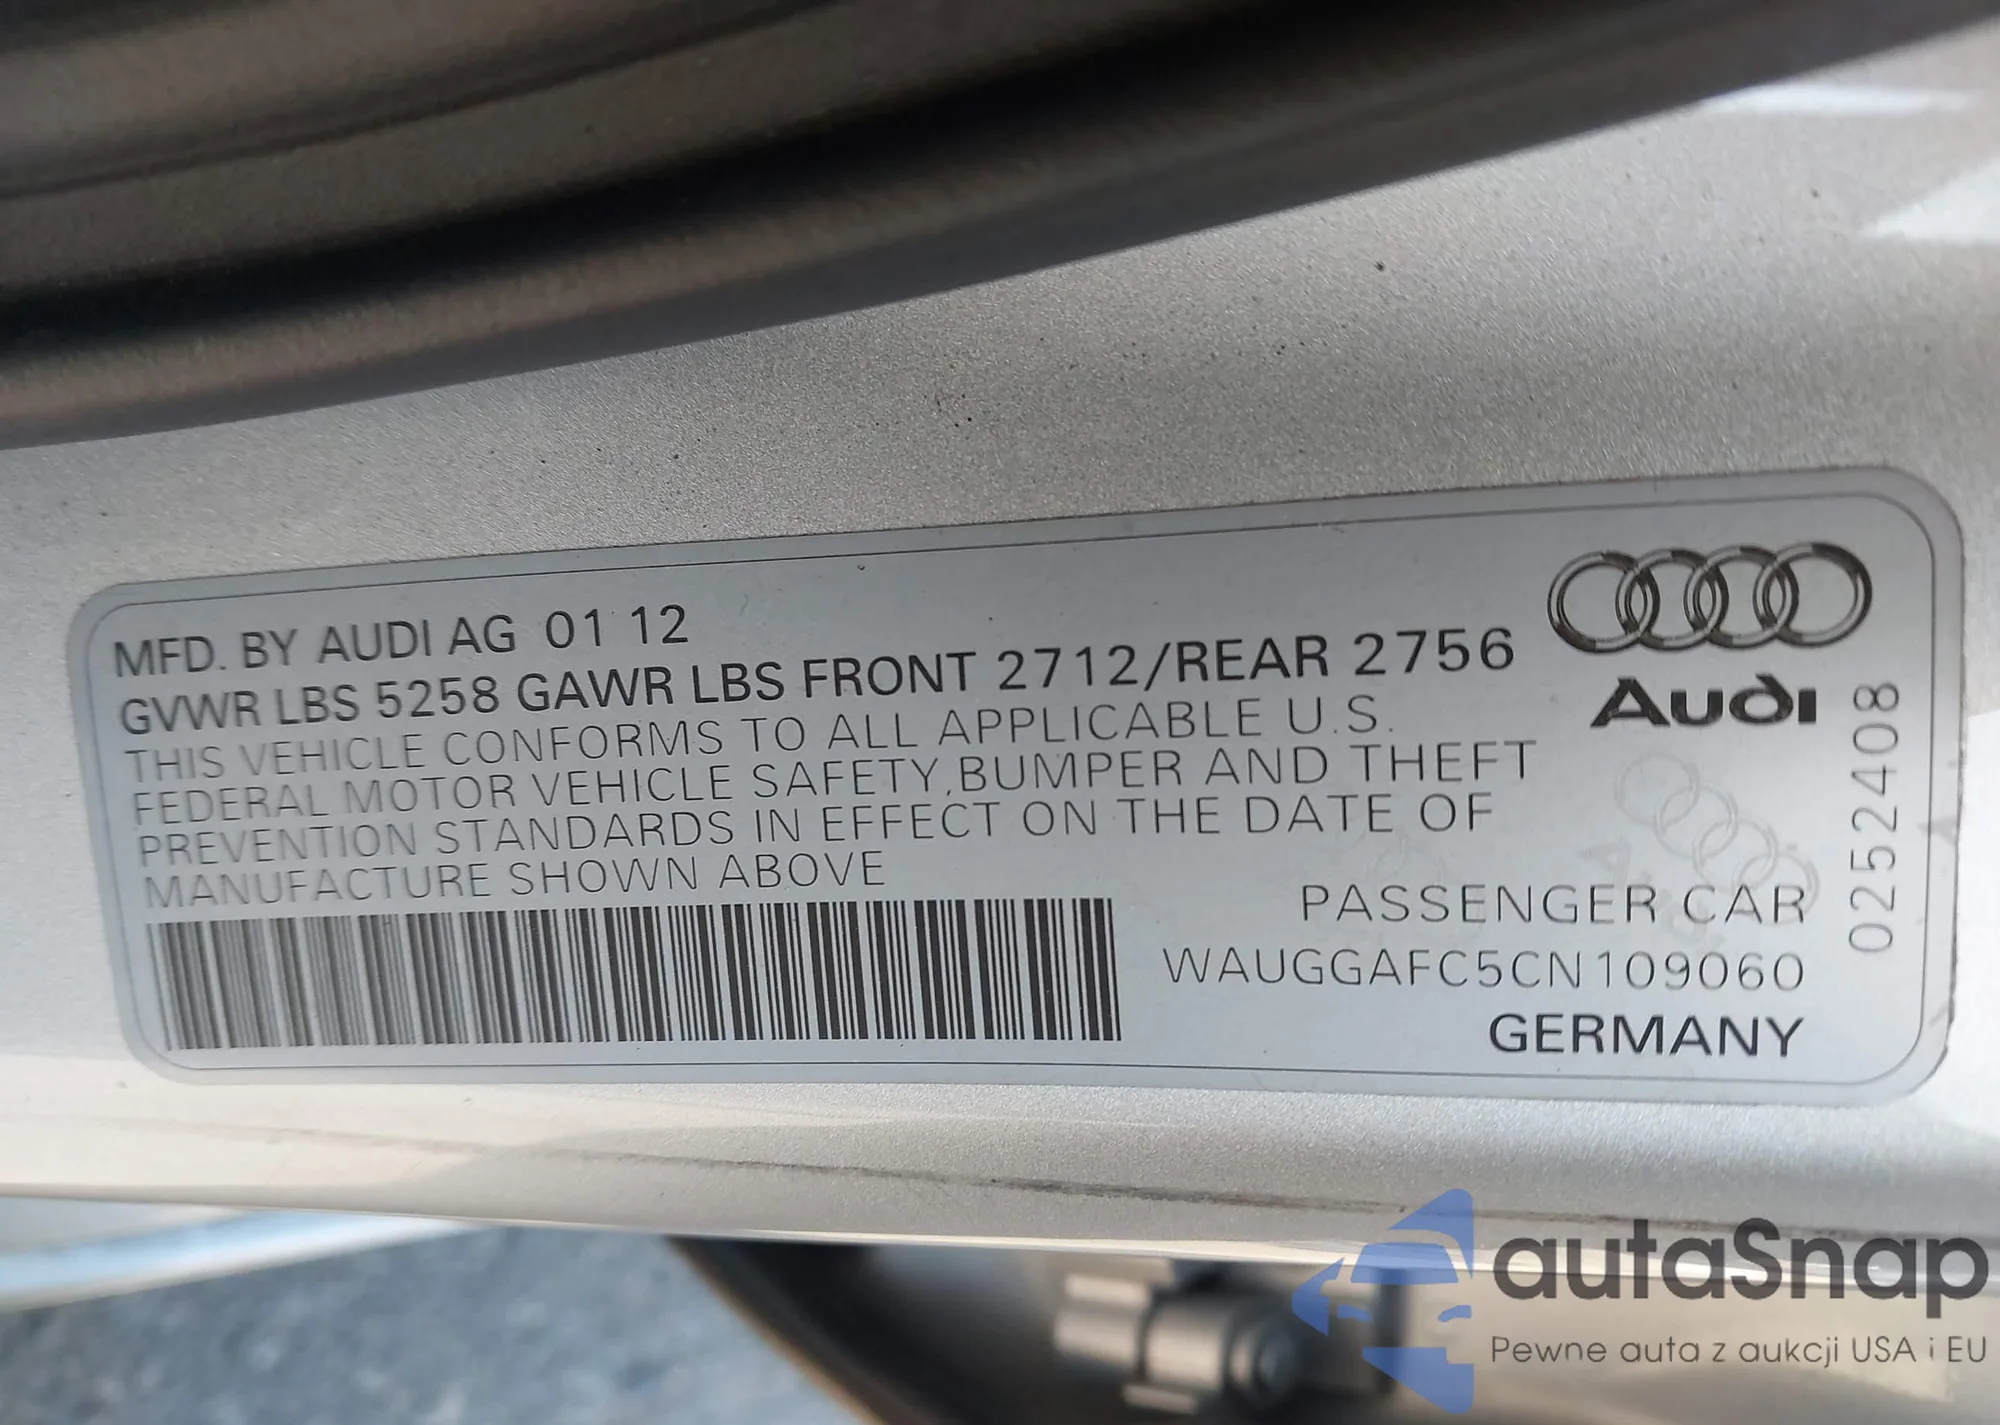 MFD. BY AUDI AG 01 12
GVWR LBS 5258 GAWR LBS FRONT 2712/REAR 2756
THIS VEHICLE CONFORMS TO ALL APPLICABLE U.S.
FEDERAL MOTOR VEHICLE SAFETY,BUMPER AND THEFT
PREVENTION STANDARDS IN EFFECT ON THE DATE OF
MANUFACTURE SHOWN ABOVE
Audi
0252408
PASSENGER CAR
WAUGGAFC5CN109060
GERMANY
autaSnap
Pewne auta z aukcji USA i EU